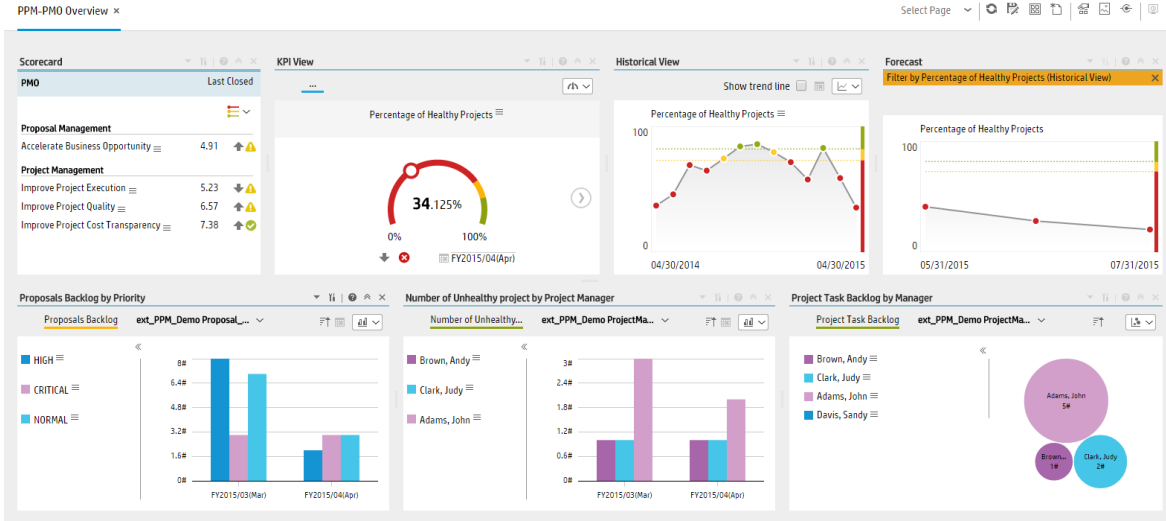 PPM-PMO Overview ×
Select Page
Scorecard
PMO Last Closed
Proposal Management
Accelerate Business Opportunity 4.91
Project Management
Improve Project Execution 5.23
Improve Project Quality 6.57
Improve Project Cost Transparency 7.38
KPI View
...
Percentage of Healthy Projects
34.125%
0% 100%
FY2015/04(Apr)
Historical View
Show trend line
Percentage of Healthy Projects
100
0
04/30/2014 04/30/2015
Forecast
Filter by Percentage of Healthy Projects (Historical View) ×
Percentage of Healthy Projects
100
0
05/31/2015 07/31/2015
Proposals Backlog by Priority
Proposals Backlog ext_PPM_Demo Proposal_...
HIGH
CRITICAL
NORMAL
8#
6.4#
4.8#
3.2#
1.6#
0#
FY2015/03(Mar) FY2015/04(Apr)
Number of Unhealthy project by Project Manager
Number of Unhealthy... ext_PPM_Demo ProjectMa...
Brown, Andy
Clark, Judy
Adams, John
3#
2.4#
1.8#
1.2#
0.6#
0#
FY2015/03(Mar) FY2015/04(Apr)
Project Task Backlog by Manager
Project Task Backlog ext_PPM_Demo ProjectMa...
Brown, Andy
Clark, Judy
Adams, John
Davis, Sandy
Adams, John
5#
Brown...
1#
Clark, Judy
2#